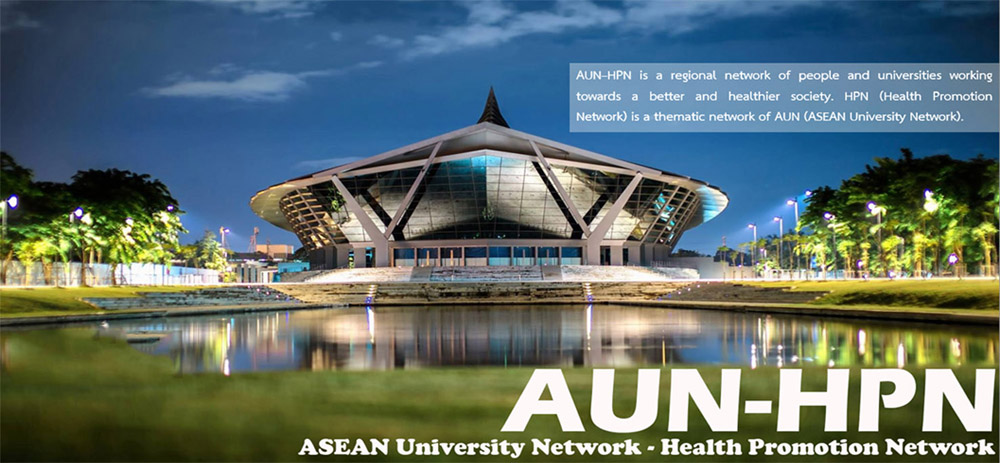 AUN–HPN is a regional network of people and universities working
towards a better and healthier society. HPN (Health Promotion
Network) is a thematic network of AUN (ASEAN University Network).
AUN-HPN
ASEAN University Network - Health Promotion Network